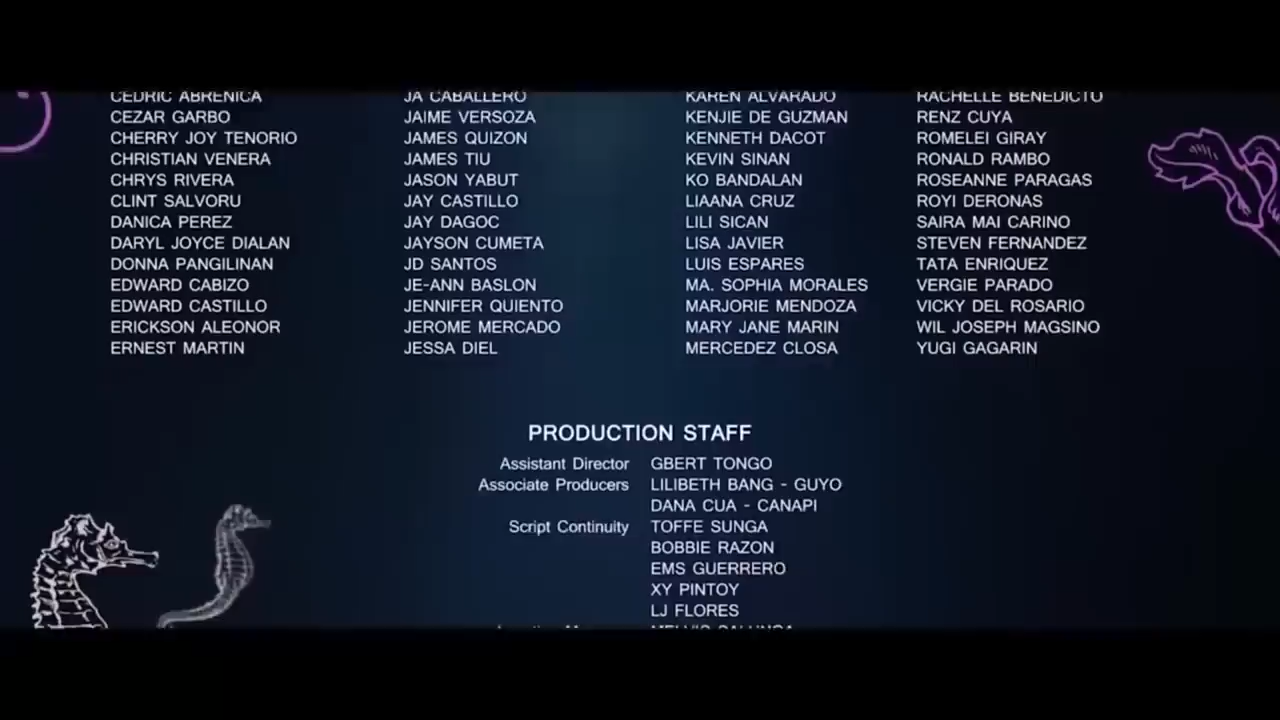 CEDRIC ABRENICA JA CABALLERO KAREN ALVARADO RACHELLE BENEDICTO
CEZAR GARBO JAIME VERSOZA KENJIE DE GUZMAN RENZ CUYA
CHERRY JOY TENORIO JAMES QUIZON KENNETH DACOT ROMELEI GIRAY
CHRISTIAN VENERA JAMES TIU KEVIN SINAN RONALD RAMBO
CHRYS RIVERA JASON YABUT KO BANDALAN ROSEANNE PARAGAS
CLINT SALVORU JAY CASTILLO LIAANA CRUZ ROYI DERONAS
DANICA PEREZ JAY DAGOC LILI SICAN SAIRA MAI CARINO
DARYL JOYCE DIALAN JAYSON CUMETA LISA JAVIER STEVEN FERNANDEZ
DONNA PANGILINAN JD SANTOS LUIS ESPARES TATA ENRIQUEZ
EDWARD CABIZO JE-ANN BASLON MA. SOPHIA MORALES VERGIE PARADO
EDWARD CASTILLO JENNIFER QUIENTO MARJORIE MENDOZA VICKY DEL ROSARIO
ERICKSON ALEONOR JEROME MERCADO MARY JANE MARIN WIL JOSEPH MAGSINO
ERNEST MARTIN JESSA DIEL MERCEDEZ CLOSA YUGI GAGARIN
PRODUCTION STAFF
Assistant Director GBERT TONGO
Associate Producers LILIBETH BANG - GUYO
DANA CUA - CANAPI
Script Continuity TOFFE SUNGA
BOBBIE RAZON
EMS GUERRERO
XY PINTOY
LJ FLORES